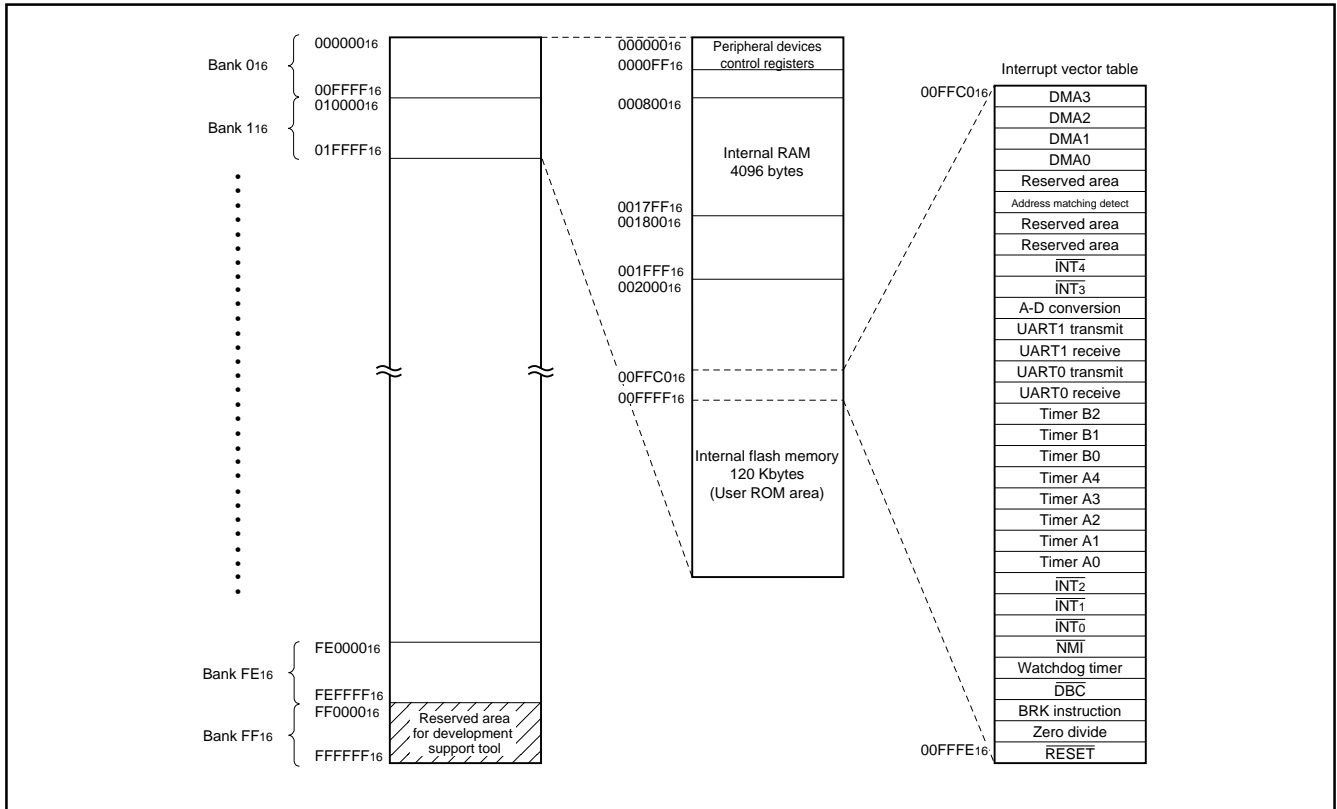 Bank 016
00000016
00FFFF16
Bank 116
01000016
01FFFF16
Bank FE16
FE000016
FEFFFF16
Bank FF16
FF000016
FFFFFF16
Reserved area
for development
support tool
00000016
0000FF16
Peripheral devices
control registers
00080016
Internal RAM
4096 bytes
0017FF16
00180016
001FFF16
00200016
00FFC016
00FFFF16
Internal flash memory
120 Kbytes
(User ROM area)
Interrupt vector table
00FFC016
DMA3
DMA2
DMA1
DMA0
Reserved area
Address matching detect
Reserved area
Reserved area
INT4
INT3
A-D conversion
UART1 transmit
UART1 receive
UART0 transmit
UART0 receive
Timer B2
Timer B1
Timer B0
Timer A4
Timer A3
Timer A2
Timer A1
Timer A0
INT2
INT1
INT0
NMI
Watchdog timer
DBC
BRK instruction
Zero divide
00FFFE16
RESET